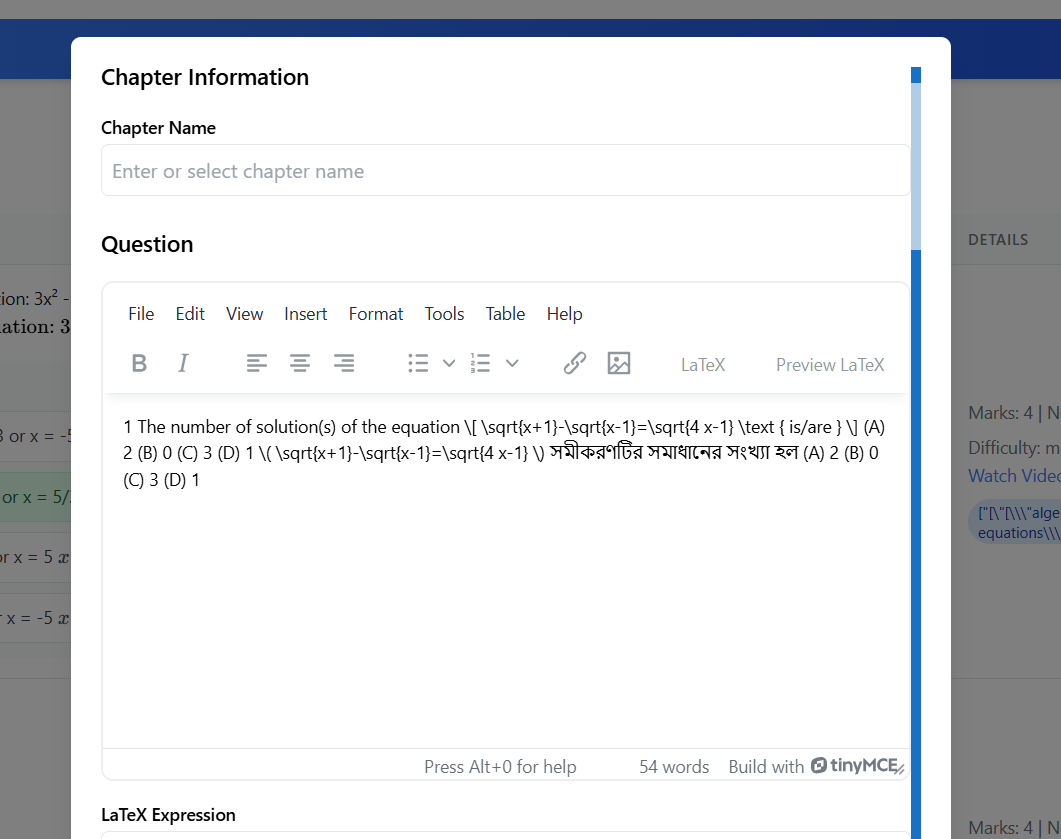 Chapter Information
Chapter Name
Enter or select chapter name
Question
DETAILS
File Edit View Insert Format Tools Table Help
LaTeX Preview LaTeX
1 The number of solution(s) of the equation \[ \sqrt{x+1}-\sqrt{x-1}=\sqrt{4 x-1} \text { is/are } \] (A)
2 (B) 0 (C) 3 (D) 1 \( \sqrt{x+1}-\sqrt{x-1}=\sqrt{4 x-1} \) সমীকরণটির সমাধানের সংখ্যা হল (A) 2 (B) 0
(C) 3 (D) 1
Press Alt+0 for help 54 words Build with tinyMCE
LaTeX Expression
tion: 3x² -
ation: 3
3 or x = -5
or x = 5/
or x = 5 x
x = -5 x
Marks: 4 | N
Difficulty: m
Watch Video
["[\"[\\\"alge
equations\\\
Marks: 4 | N